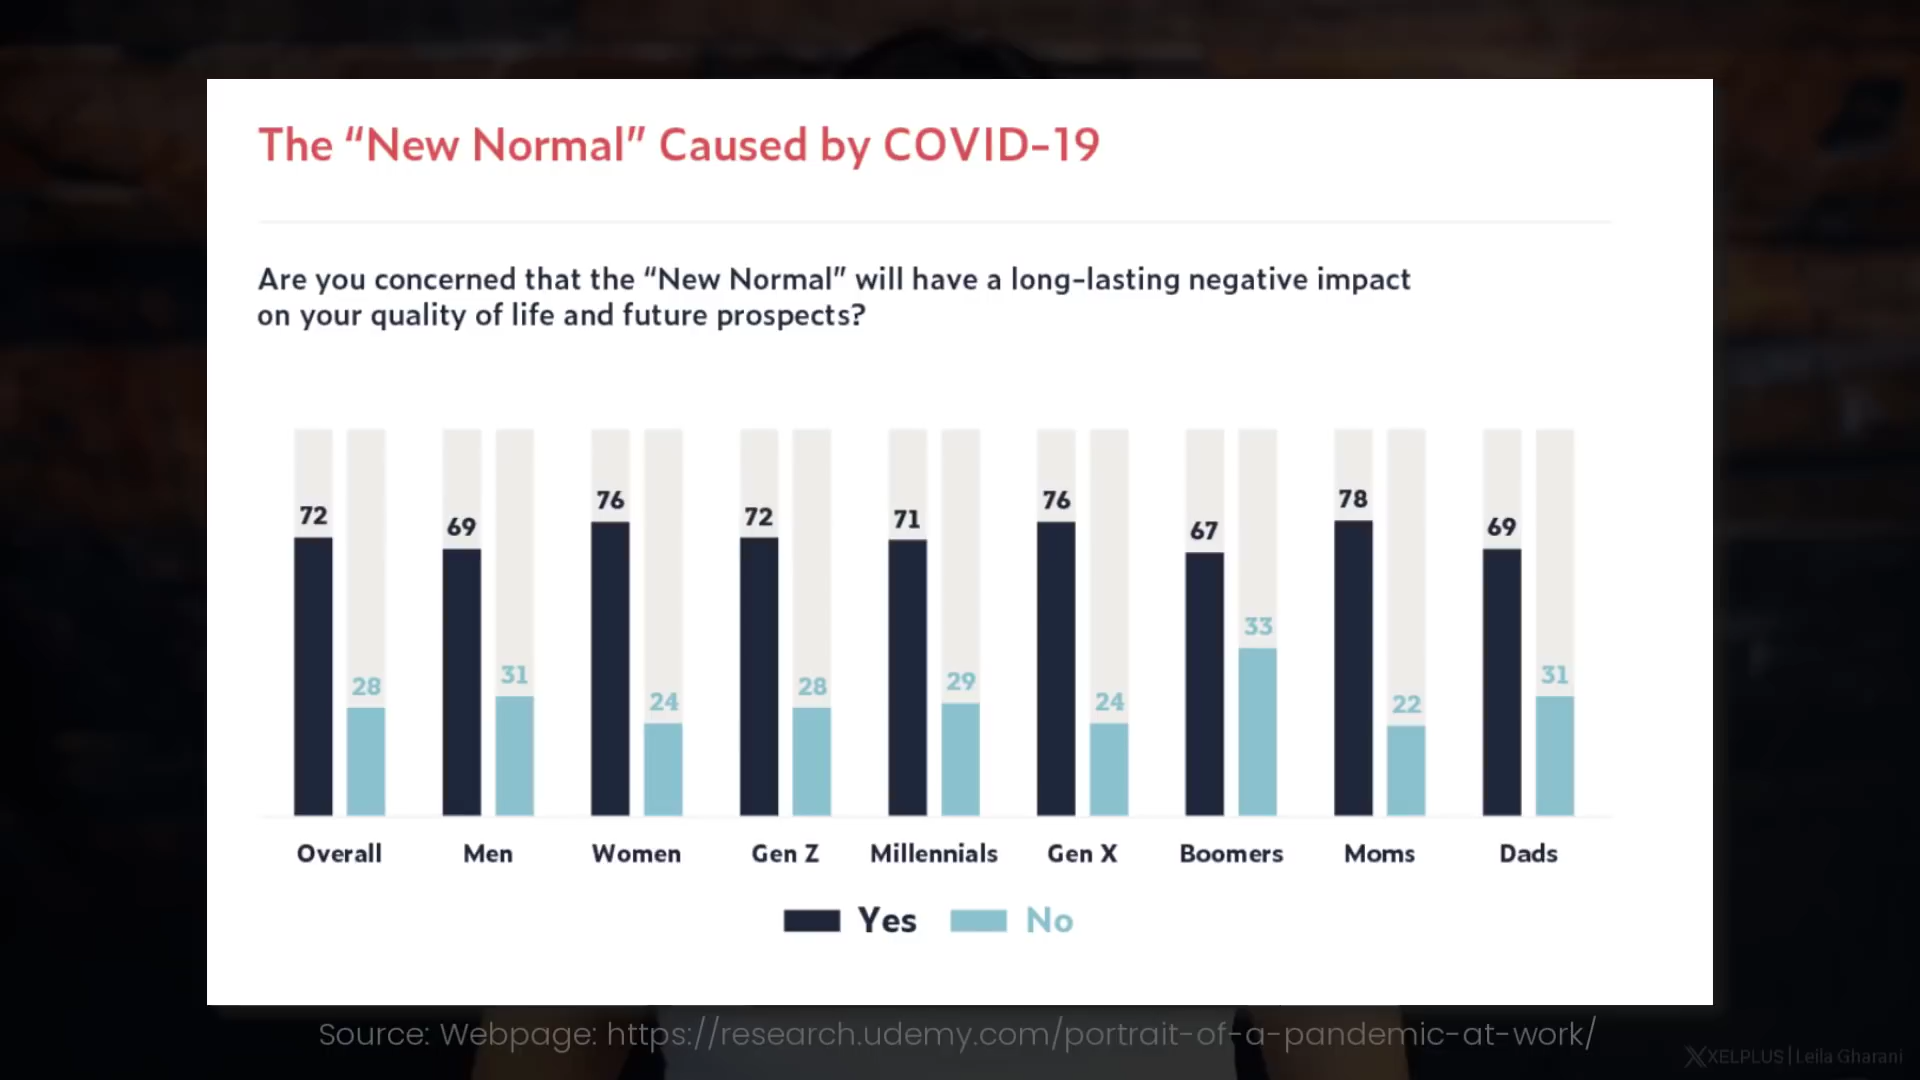 The “New Normal” Caused by COVID-19
Are you concerned that the “New Normal” will have a long-lasting negative impact
on your quality of life and future prospects?
72 28 69 31 76 24 72 28 71 29 76 24 67 33 78 22 69 31
Overall Men Women Gen Z Millennials Gen X Boomers Moms Dads
Yes No
Source: Webpage: https://research.udemy.com/portrait-of-a-pandemic-at-work/
XELPLUS | Leila Gharani